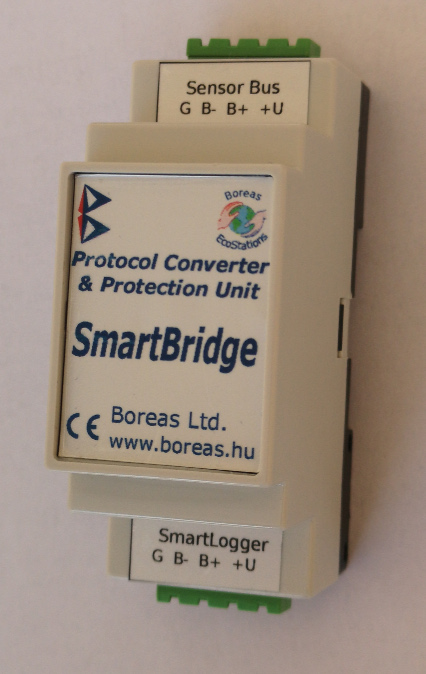 Sensor Bus
G B- B+ +U
Boreas
EcoStations
Protocol Converter
& Protection Unit
SmartBridge
CE Boreas Ltd.
www.boreas.hu
SmartLogger
G B- B+ +U